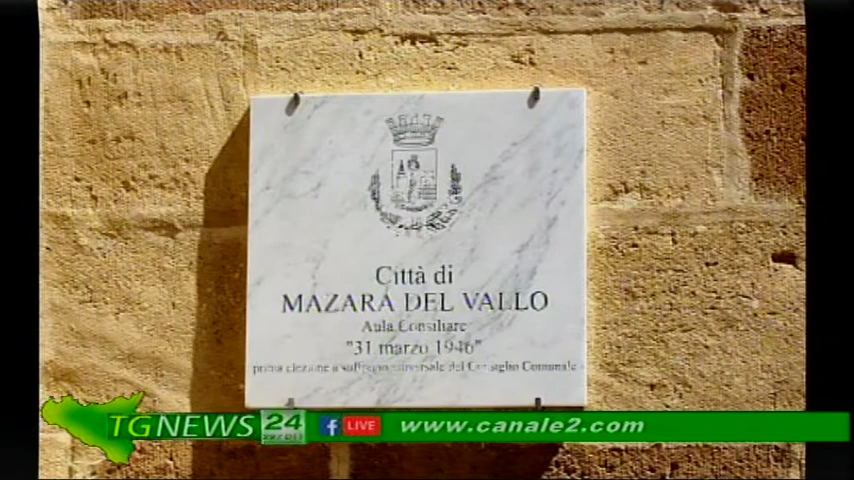 Città di
MAZARA DEL VALLO
Aula Consiliare
"31 marzo 1946"
prima elezione a suffragio universale del Consiglio Comunale
TGNEWS 24 LIVE www.canale2.com